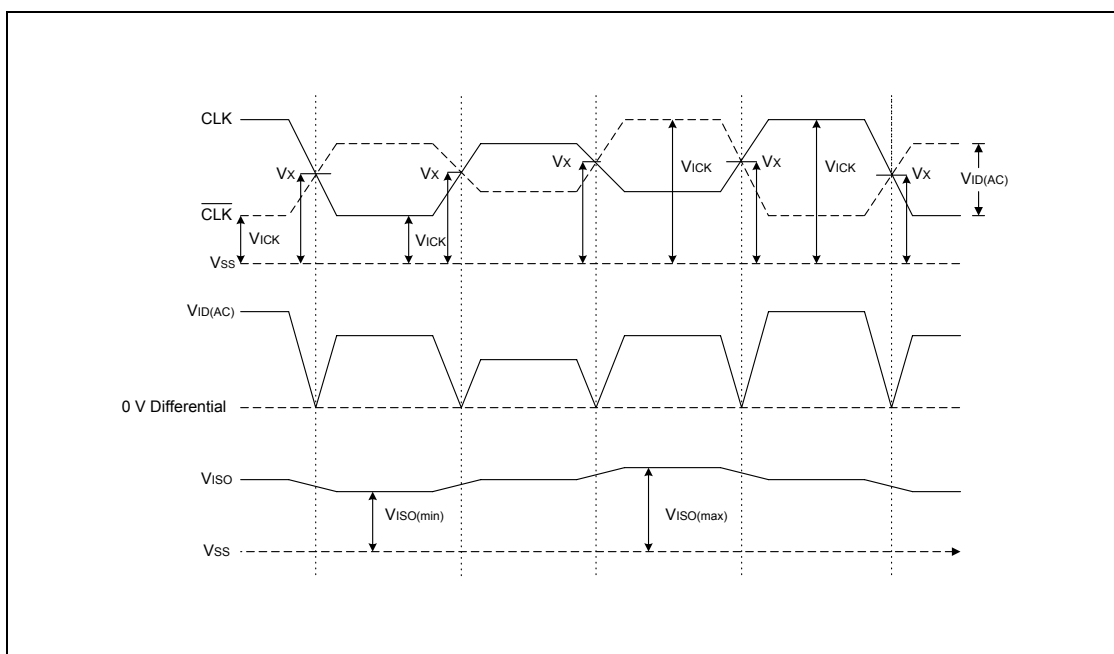 CLK
VX
VX
VX
VICK
VX
VICK
VX
VID(AC)
CLK
VICK
VICK
VSS
VID(AC)
0 V Differential
VISO
VISO(min)
VISO(max)
VSS